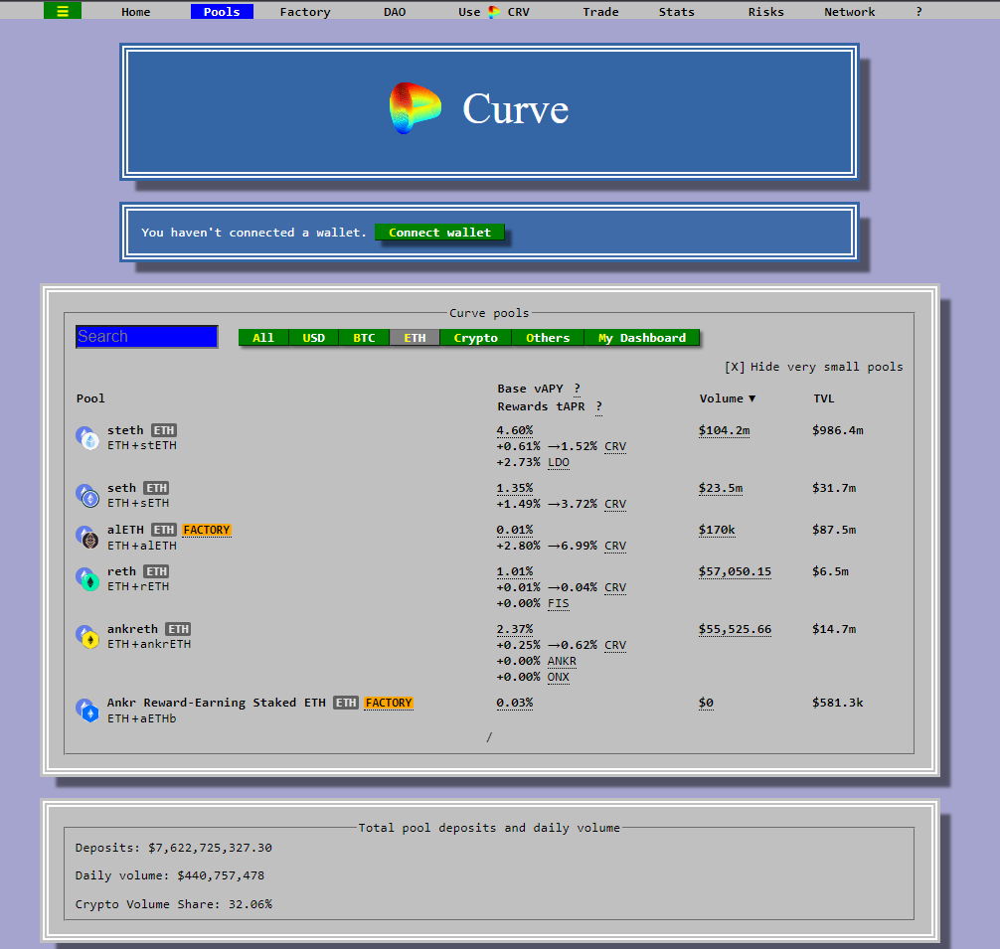 ☰ Home Pools Factory DAO Use CRV Trade Stats Risks Network ?
Curve
You haven't connected a wallet. Connect wallet
Curve pools
Search All USD BTC ETH Crypto Others My Dashboard
[X] Hide very small pools
Pool Base vAPY ? Volume ▼ TVL
Rewards tAPR ?
steth ETH 4.60% $104.2m $986.4m
ETH+stETH +0.61% →1.52% CRV
+2.73% LDO
seth ETH 1.35% $23.5m $31.7m
ETH+sETH +1.49% →3.72% CRV
alETH ETH FACTORY 0.01% $170k $87.5m
ETH+alETH +2.80% →6.99% CRV
reth ETH 1.01% $57,050.15 $6.5m
ETH+rETH +0.01% →0.04% CRV
+0.00% FIS
ankreth ETH 2.37% $55,525.66 $14.7m
ETH+ankrETH +0.25% →0.62% CRV
+0.00% ANKR
+0.00% ONX
Ankr Reward-Earning Staked ETH ETH FACTORY 0.03% $0 $581.3k
ETH+aETHb
/
Total pool deposits and daily volume
Deposits: $7,622,725,327.30
Daily volume: $440,757,478
Crypto Volume Share: 32.06%